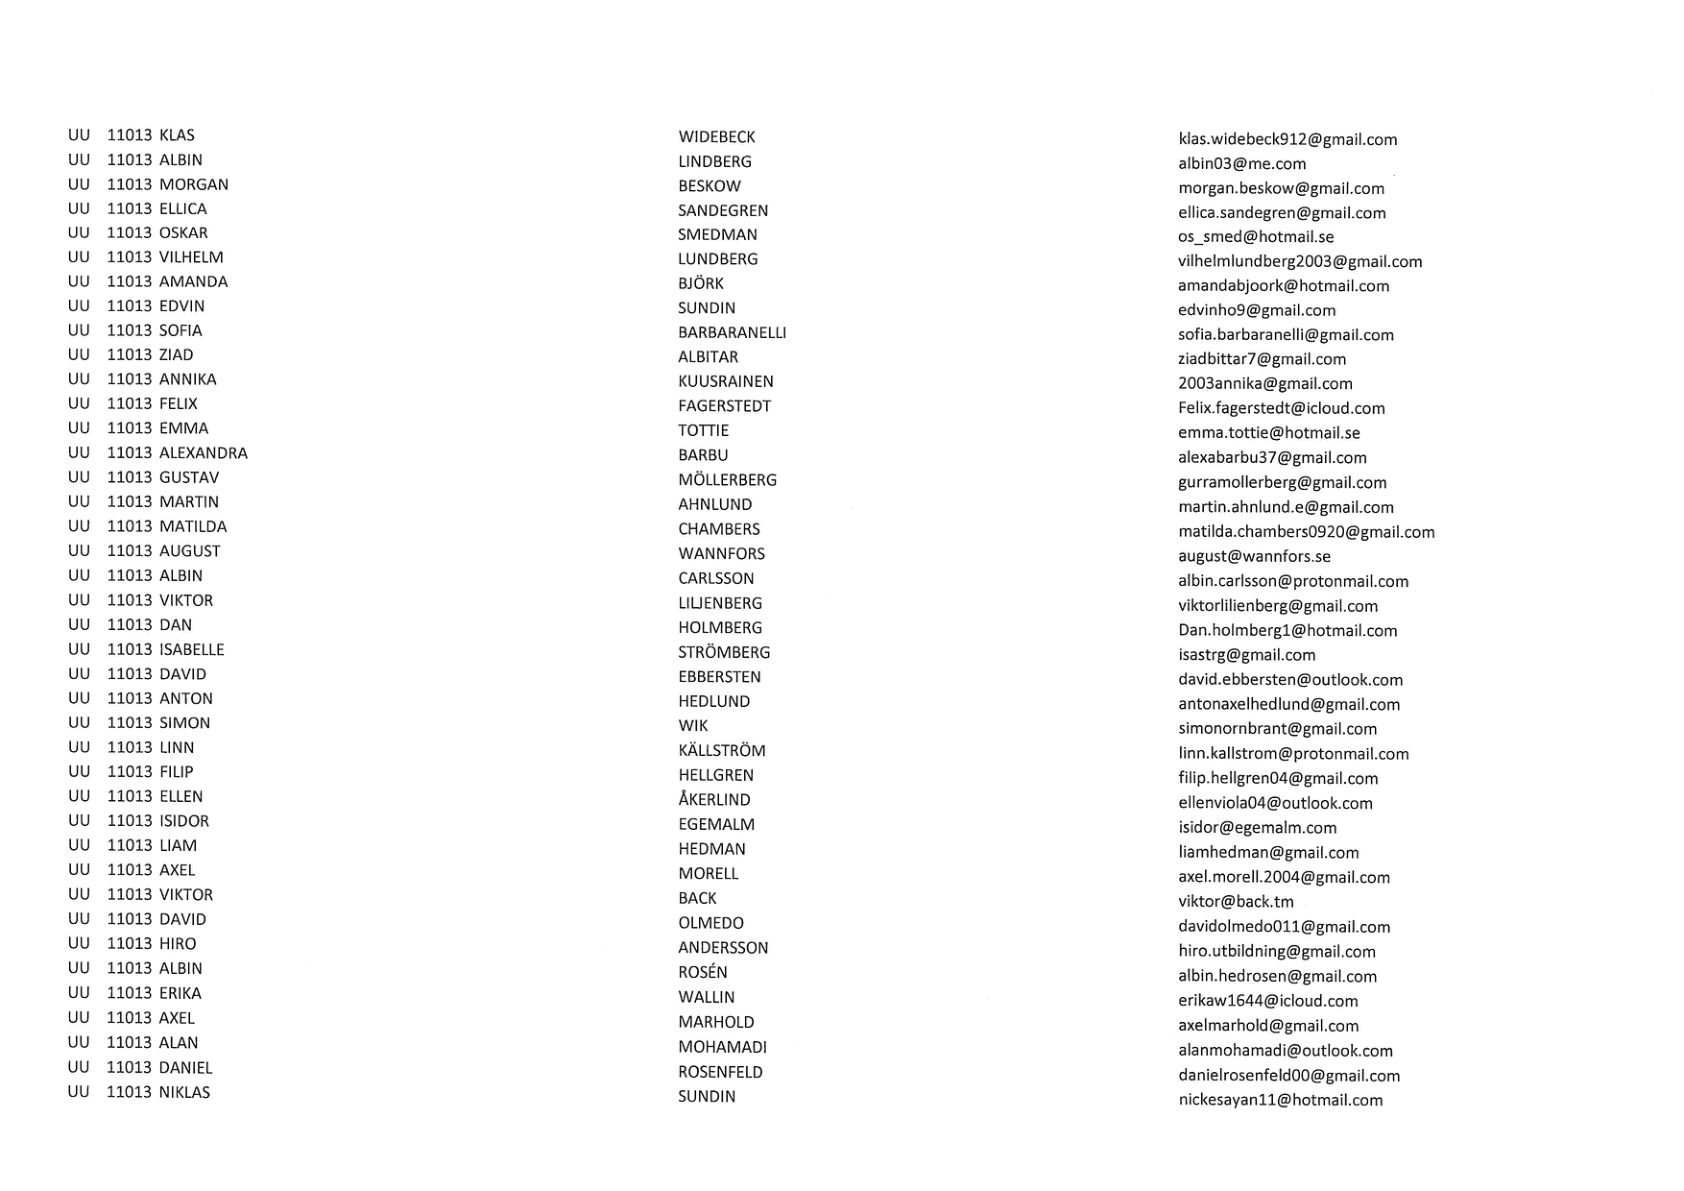 UU 11013 KLAS WIDEBECK klas.widebeck912@gmail.com
UU 11013 ALBIN LINDBERG albin03@me.com
UU 11013 MORGAN BESKOW morgan.beskow@gmail.com
UU 11013 ELLICA SANDEGREN ellica.sandegren@gmail.com
UU 11013 OSKAR SMEDMAN os_smed@hotmail.se
UU 11013 VILHELM LUNDBERG vilhelmlundberg2003@gmail.com
UU 11013 AMANDA BJÖRK amandabjoork@hotmail.com
UU 11013 EDVIN SUNDIN edvinho9@gmail.com
UU 11013 SOFIA BARBARANELLI sofia.barbaranelli@gmail.com
UU 11013 ZIAD ALBITAR ziadbittar7@gmail.com
UU 11013 ANNIKA KUUSRAINEN 2003annika@gmail.com
UU 11013 FELIX FAGERSTEDT Felix.fagerstedt@icloud.com
UU 11013 EMMA TOTTIE emma.tottie@hotmail.se
UU 11013 ALEXANDRA BARBU alexabarbu37@gmail.com
UU 11013 GUSTAV MÖLLERBERG gurramollerberg@gmail.com
UU 11013 MARTIN AHNLUND martin.ahnlund.e@gmail.com
UU 11013 MATILDA CHAMBERS matilda.chambers0920@gmail.com
UU 11013 AUGUST WANNFORS august@wannfors.se
UU 11013 ALBIN CARLSSON albin.carlsson@protonmail.com
UU 11013 VIKTOR LILJENBERG viktorlilienberg@gmail.com
UU 11013 DAN HOLMBERG Dan.holmberg1@hotmail.com
UU 11013 ISABELLE STRÖMBERG isastrg@gmail.com
UU 11013 DAVID EBBERSTEN david.ebbersten@outlook.com
UU 11013 ANTON HEDLUND antonaxelhedlund@gmail.com
UU 11013 SIMON WIK simonornbrant@gmail.com
UU 11013 LINN KÄLLSTRÖM linn.kallstrom@protonmail.com
UU 11013 FILIP HELLGREN filip.hellgren04@gmail.com
UU 11013 ELLEN ÅKERLIND ellenviola04@outlook.com
UU 11013 ISIDOR EGEMALM isidor@egemalm.com
UU 11013 LIAM HEDMAN liamhedman@gmail.com
UU 11013 AXEL MORELL axel.morell.2004@gmail.com
UU 11013 VIKTOR BACK viktor@back.tm
UU 11013 DAVID OLMEDO davidolmedo011@gmail.com
UU 11013 HIRO ANDERSSON hiro.utbildning@gmail.com
UU 11013 ALBIN ROSÉN albin.hedrosen@gmail.com
UU 11013 ERIKA WALLIN erikaw1644@icloud.com
UU 11013 AXEL MARHOLD axelmarhold@gmail.com
UU 11013 ALAN MOHAMADI alanmohamadi@outlook.com
UU 11013 DANIEL ROSENFELD danielrosenfeld00@gmail.com
UU 11013 NIKLAS SUNDIN nickesayan11@hotmail.com